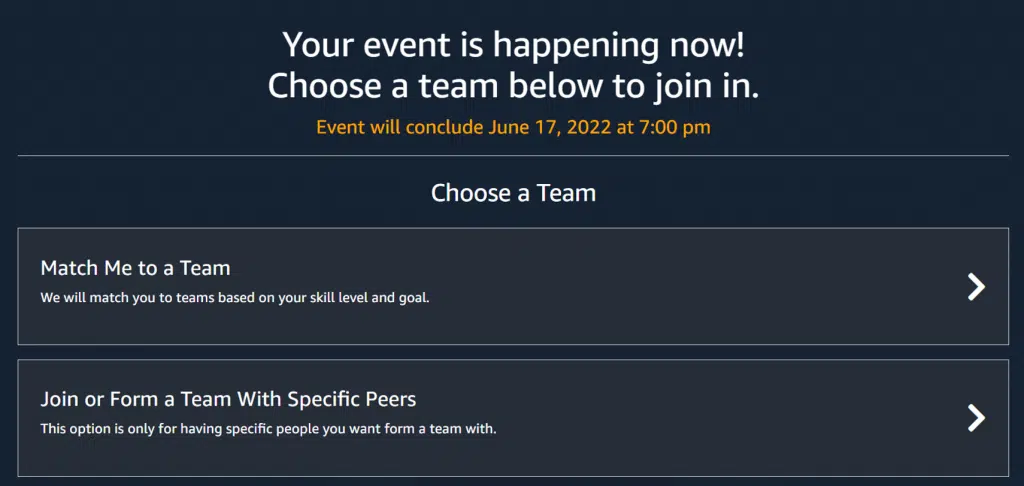 Your event is happening now!
Choose a team below to join in.
Event will conclude June 17, 2022 at 7:00 pm
Choose a Team
Match Me to a Team
We will match you to teams based on your skill level and goal.
Join or Form a Team With Specific Peers
This option is only for having specific people you want form a team with.